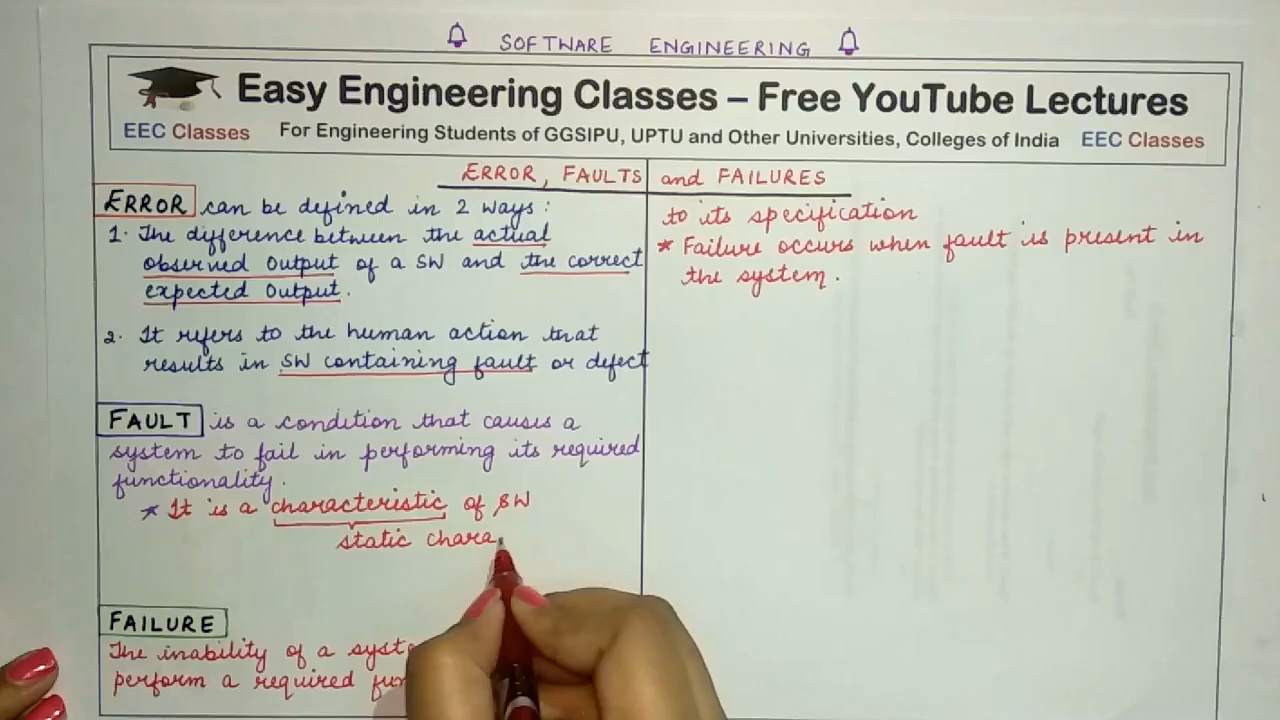 SOFTWARE ENGINEERING
Easy Engineering Classes – Free YouTube Lectures
EEC Classes For Engineering Students of GGSIPU, UPTU and Other Universities, Colleges of India EEC Classes
ERROR, FAULTS and FAILURES
ERROR can be defined in 2 ways:
1. The difference between the actual
observed output of a SW and the correct
expected output.
2. It refers to the human action that
results in SW containing fault or defect
FAULT is a condition that causes a
system to fail in performing its required
functionality.
* It is a characteristic of SW
static chara
FAILURE
The inability of a
perform a required
to its specification
* Failure occurs when fault is present in
the system.